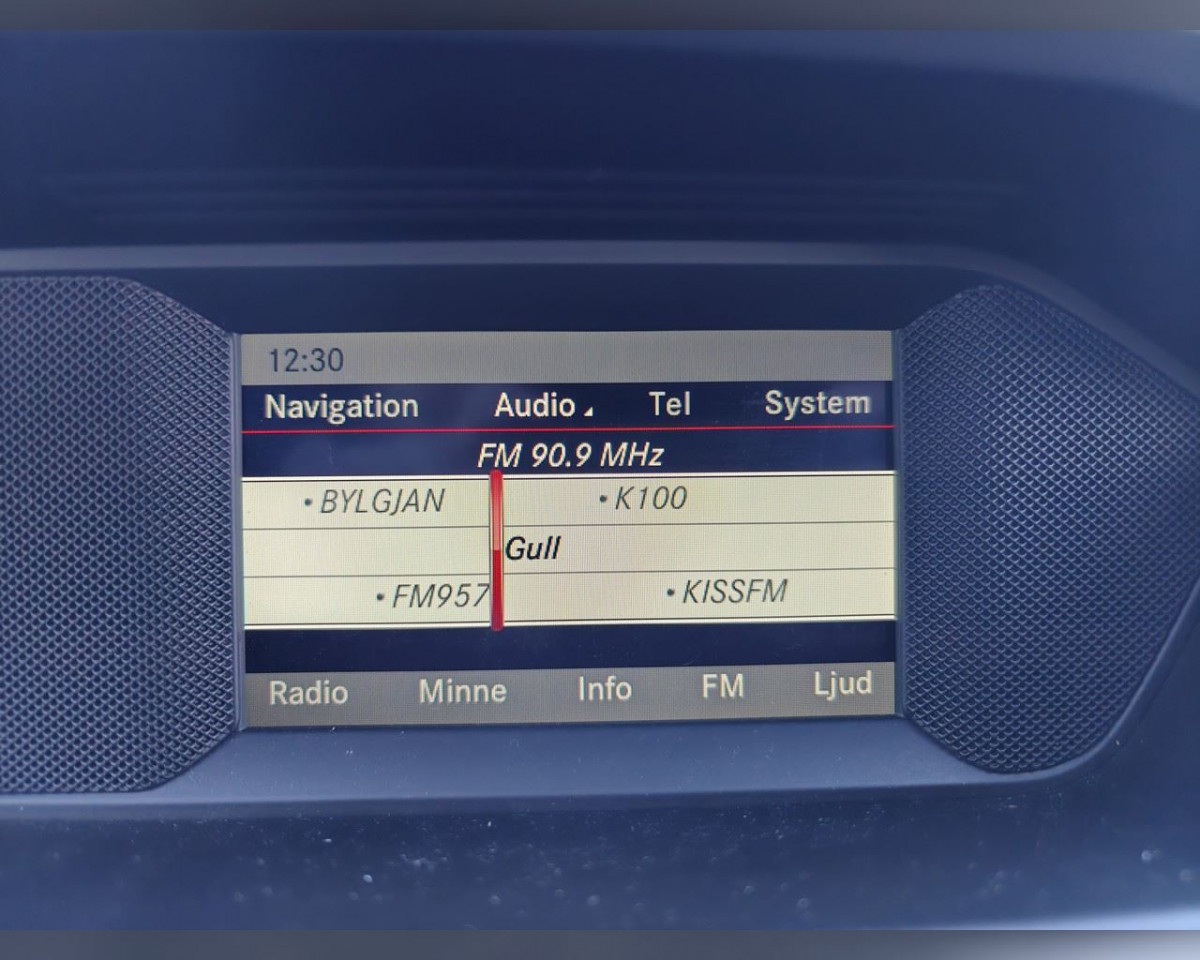 12:30
Navigation Audio Tel System
FM 90.9 MHz
• BYLGJAN • K100
Gull
• FM957 • KISSFM
Radio Minne Info FM Ljud